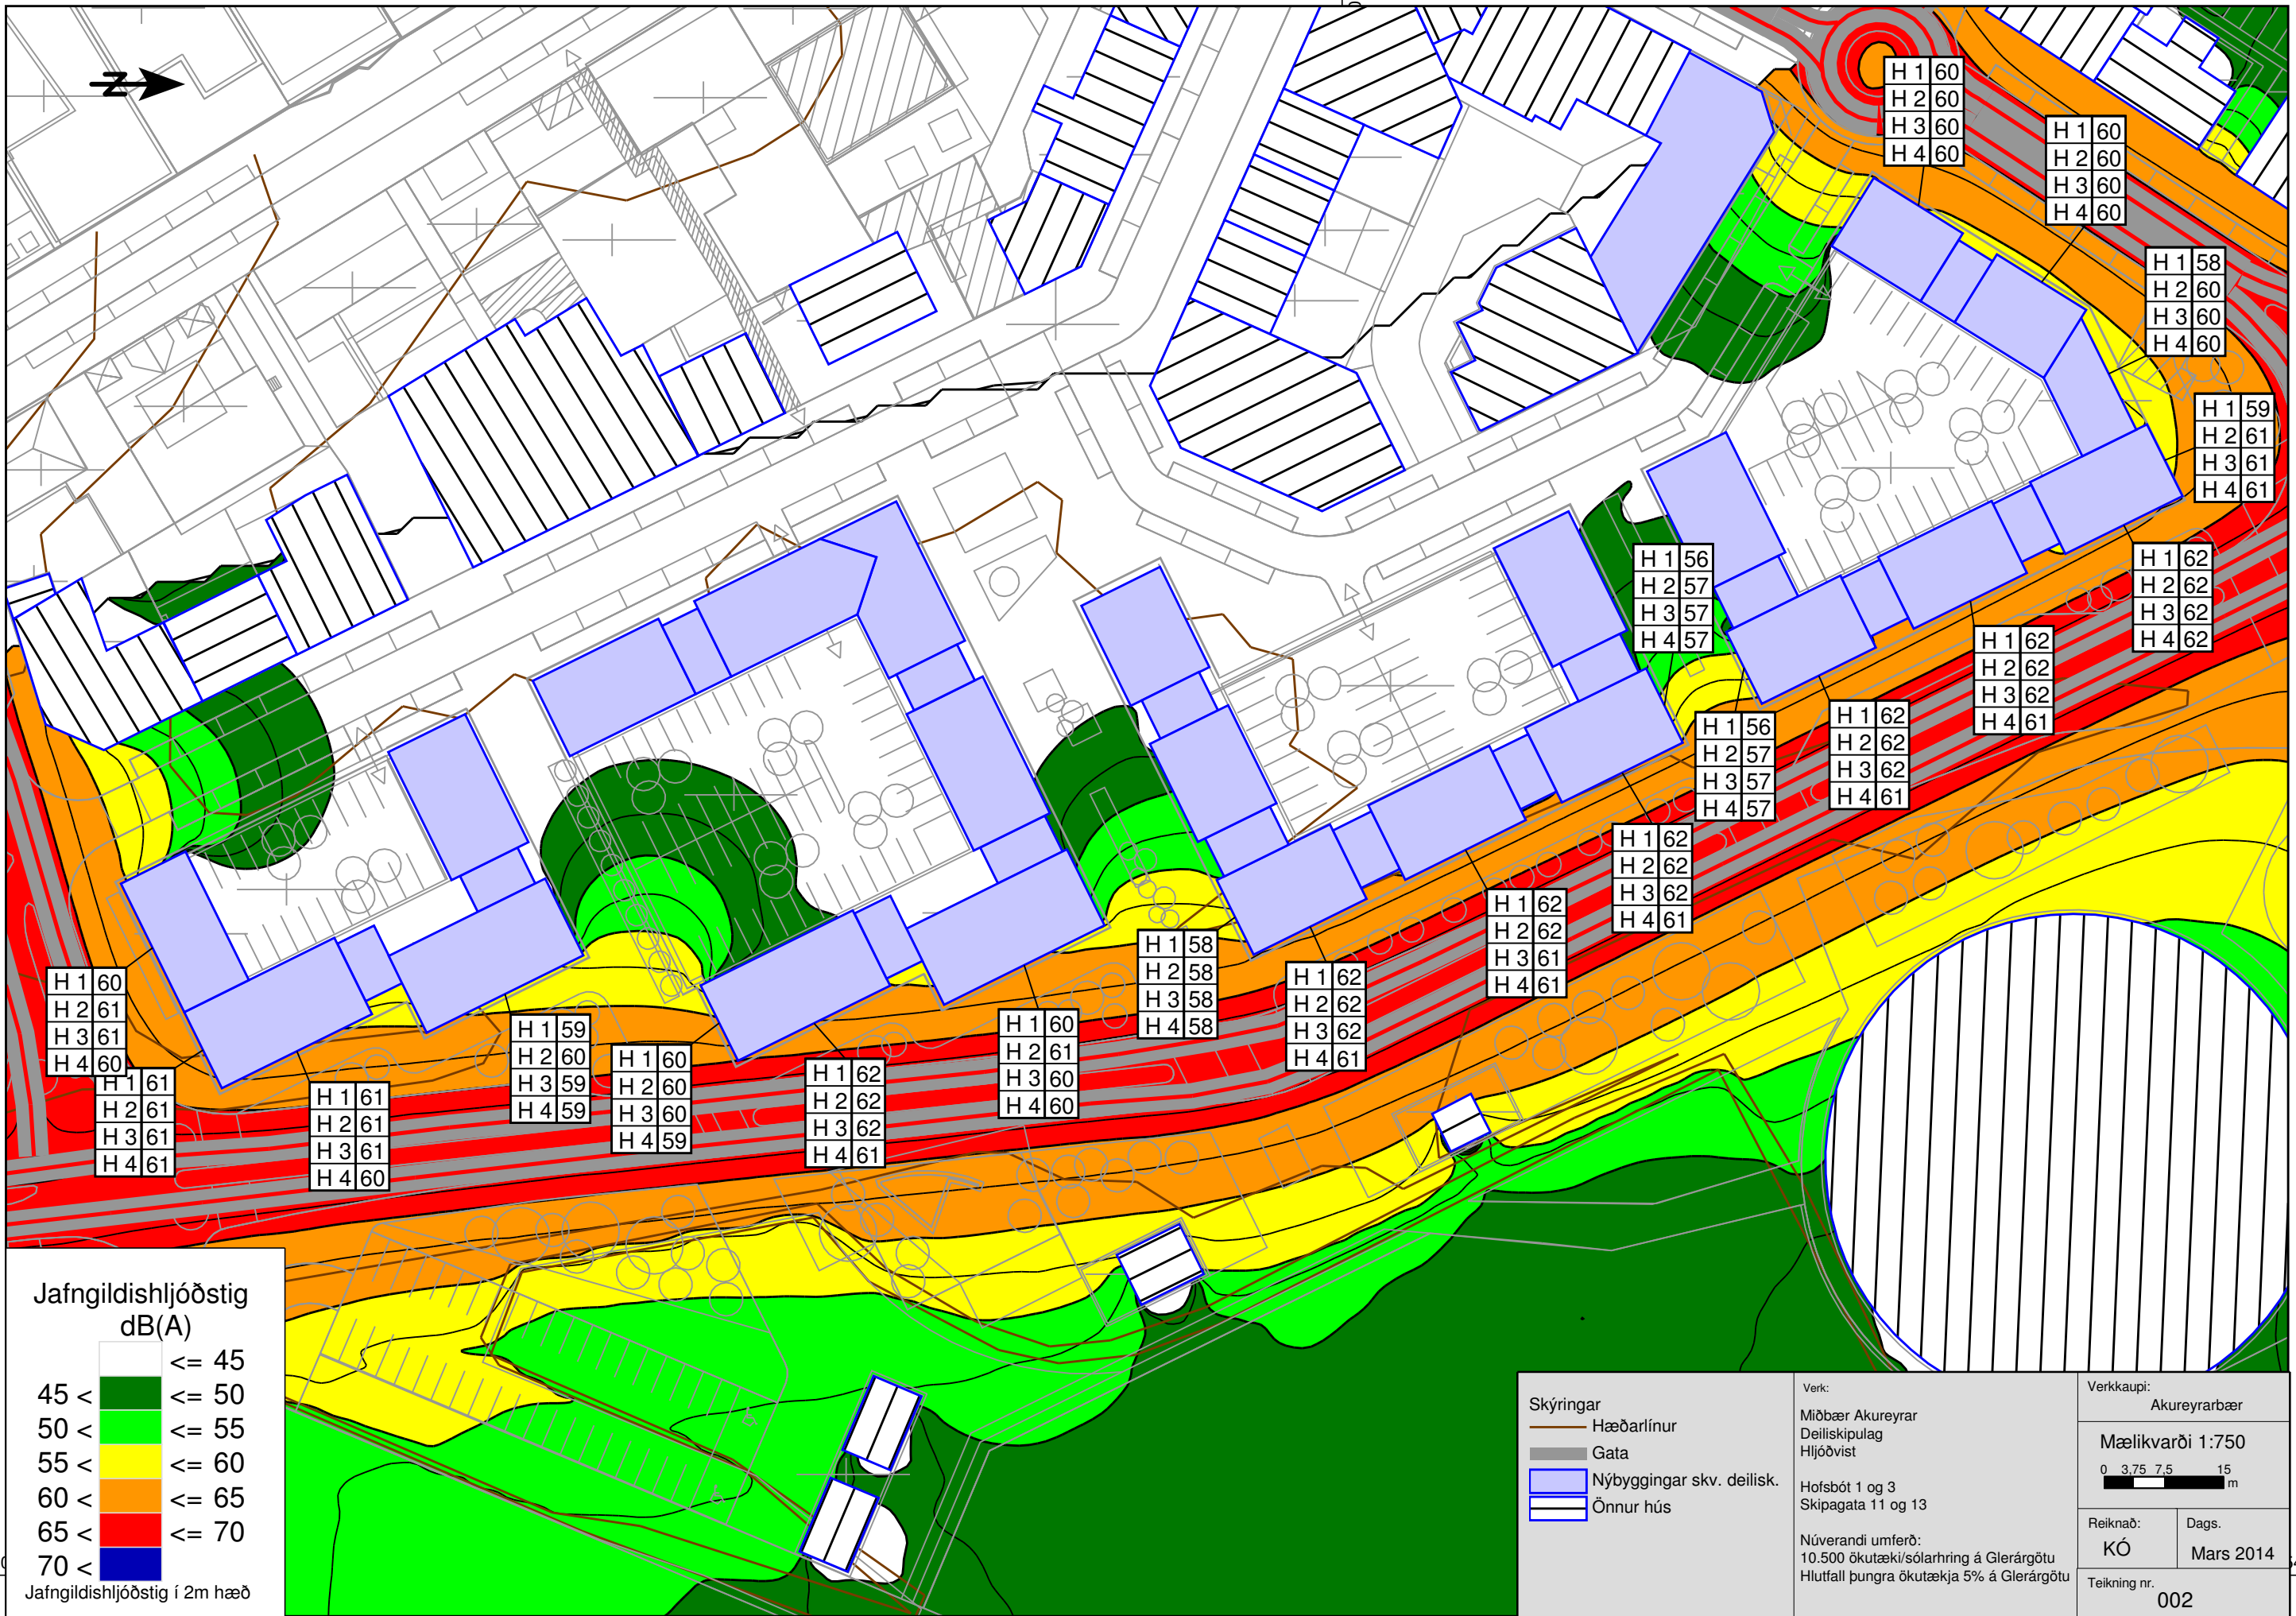 Z
H 1 60
H 2 60
H 3 60
H 4 60
H 1 60
H 2 60
H 3 60
H 4 60
H 1 58
H 2 60
H 3 60
H 4 60
H 1 59
H 2 61
H 3 61
H 4 61
H 1 56
H 2 57
H 3 57
H 4 57
H 1 62
H 2 62
H 3 62
H 4 62
H 1 62
H 2 62
H 3 62
H 4 61
H 1 62
H 2 62
H 3 62
H 4 61
H 1 56
H 2 57
H 3 57
H 4 57
H 1 62
H 2 62
H 3 62
H 4 61
H 1 62
H 2 62
H 3 61
H 4 61
H 1 58
H 2 58
H 3 58
H 4 58
H 1 62
H 2 62
H 3 62
H 4 61
H 1 60
H 2 61
H 3 61
H 4 60
H 1 61
H 2 61
H 3 61
H 4 61
H 1 61
H 2 61
H 3 61
H 4 60
H 1 59
H 2 60
H 3 59
H 4 59
H 1 60
H 2 60
H 3 60
H 4 59
H 1 62
H 2 62
H 3 62
H 4 61
H 1 60
H 2 61
H 3 60
H 4 60
Jafngildishljóðstig
dB(A)
<= 45
45 < <= 50
50 < <= 55
55 < <= 60
60 < <= 65
65 < <= 70
70 <
Jafngildishljóðstig í 2m hæð
Skýringar
Hæðarlínur
Gata
Nýbyggingar skv. deilisk.
Önnur hús
Verk:
Miðbær Akureyrar
Deiliskipulag
Hljóðvist
Hofsbót 1 og 3
Skipagata 11 og 13
Núverandi umferð:
10.500 ökutæki/sólarhring á Glerárgötu
Hlutfall þungra ökutækja 5% á Glerárgötu
Verkkaupi:
Akureyrarbær
Mælikvarði 1:750
0 3,75 7,5 15
m
Reiknað:
KÓ
Dags.
Mars 2014
Teikning nr.
002